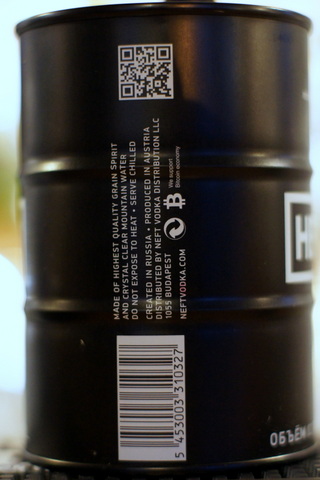 MADE OF HIGHEST QUALITY GRAIN SPIRIT
AND CRYSTAL CLEAR MOUNTAIN WATER
DO NOT EXPOSE TO HEAT • SERVE CHILLED
CREATED IN RUSSIA • PRODUCED IN AUSTRIA
DISTRIBUTED BY NEFT VODKA DISTRIBUTION LLC
1055 BUDAPEST
NEFTVODKA.COM
We support
Bitcoin economy
5 453003 310327
Н
ОБЪЁМ